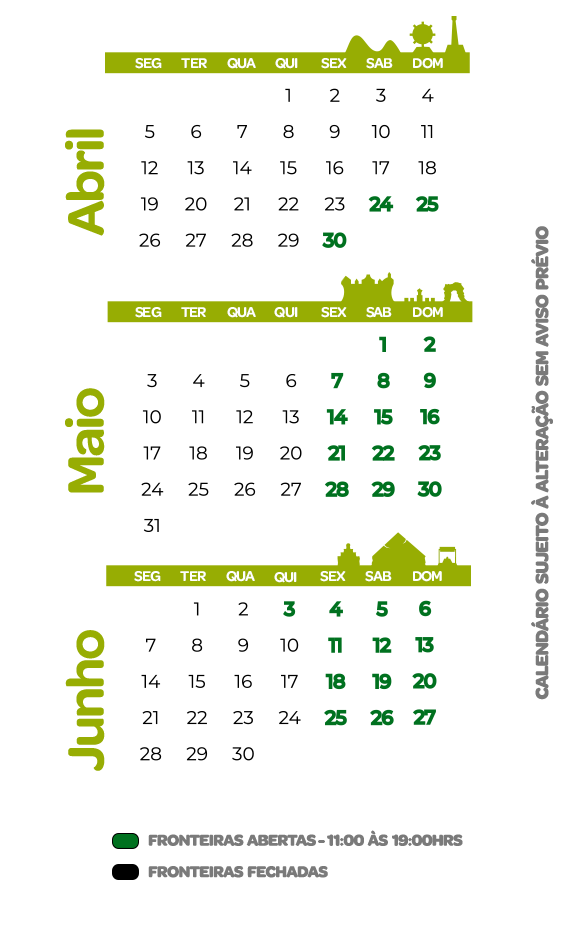 Abril
SEG TER QUA QUI SEX SAB DOM
1 2 3 4
5 6 7 8 9 10 11
12 13 14 15 16 17 18
19 20 21 22 23 24 25
26 27 28 29 30
Maio
SEG TER QUA QUI SEX SAB DOM
1 2
3 4 5 6 7 8 9
10 11 12 13 14 15 16
17 18 19 20 21 22 23
24 25 26 27 28 29 30
31
Junho
SEG TER QUA QUI SEX SAB DOM
1 2 3 4 5 6
7 8 9 10 11 12 13
14 15 16 17 18 19 20
21 22 23 24 25 26 27
28 29 30
CALENDÁRIO SUJEITO À ALTERAÇÃO SEM AVISO PRÉVIO
FRONTEIRAS ABERTAS - 11:00 ÀS 19:00HRS
FRONTEIRAS FECHADAS